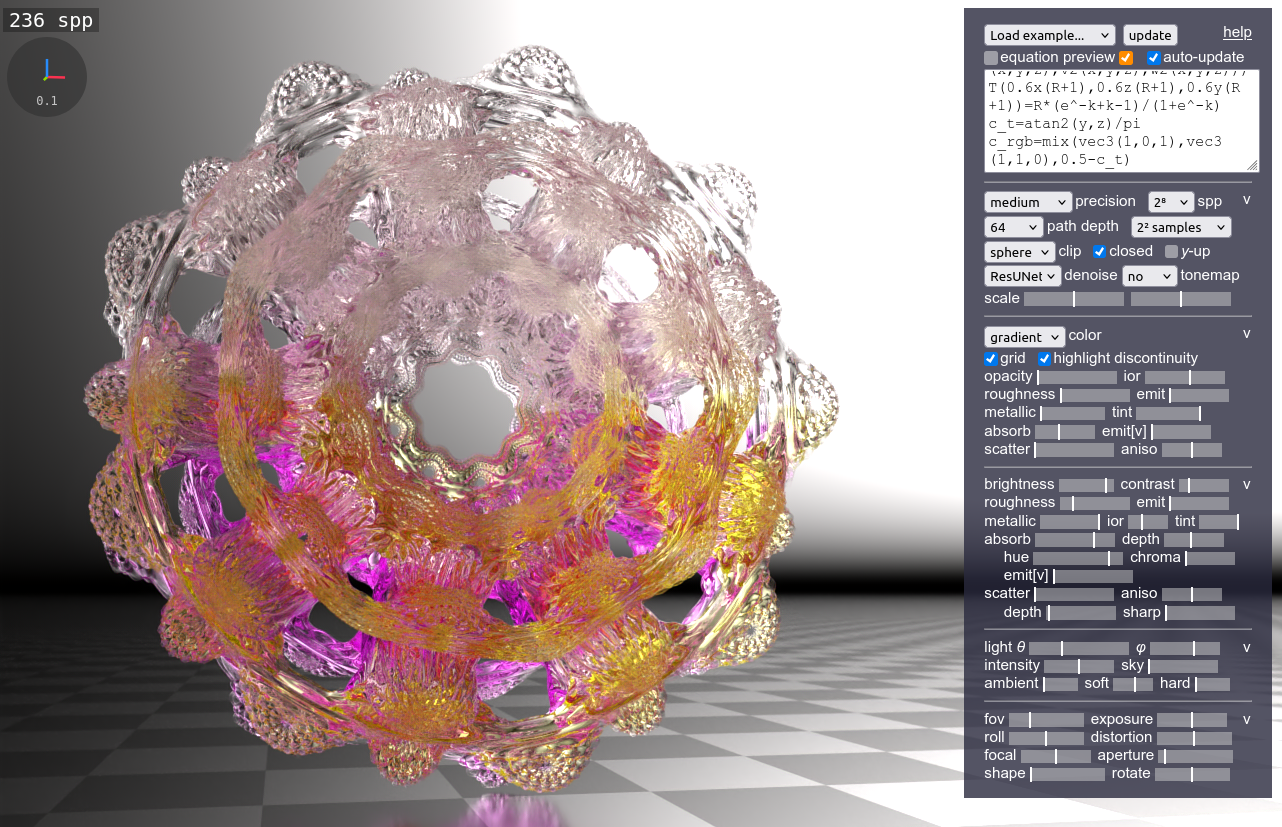 236 spp
0.1
Load example...
update
help
equation preview
auto-update
(x,y,z),v2(x,y,z),w2(x,y,z)))
T(0.6x(R+1),0.6z(R+1),0.6y(R
+1))=R*(e^-k+k-1)/(1+e^-k)
c_t=atan2(y,z)/pi
c_rgb=mix(vec3(1,0,1),vec3
(1,1,0),0.5-c_t)
medium precision 2⁸ spp v
64 path depth 2² samples
sphere clip closed y-up
ResUNet denoise no tonemap
scale
gradient color v
grid highlight discontinuity
opacity ior
roughness emit
metallic tint
absorb emit[v]
scatter aniso
brightness contrast v
roughness emit
metallic ior tint
absorb depth
hue chroma
emit[v]
scatter aniso
depth sharp
light θ φ v
intensity sky
ambient soft hard
fov exposure v
roll distortion
focal aperture
shape rotate